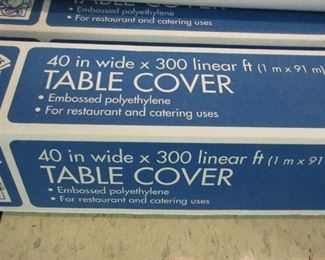 TABLE COVER
• For restaurant and catering uses
40 in wide x 300 linear ft (1 m x 91 m)
TABLE COVER
• Embossed polyethylene
• For restaurant and catering uses
40 in wide x 300 linear ft (1 m x 91
TABLE COVER
• Embossed polyethylene
• For restaurant and catering uses